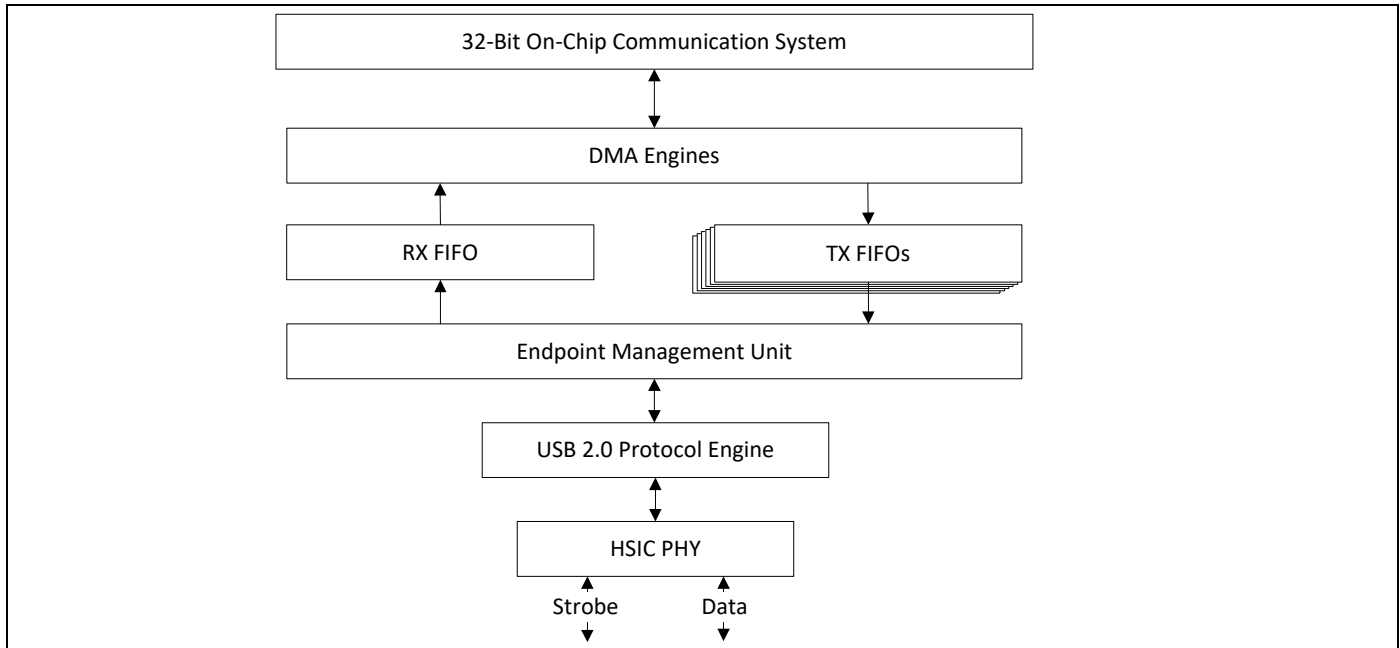 32-Bit On-Chip Communication System
DMA Engines
RX FIFO TX FIFOs
Endpoint Management Unit
USB 2.0 Protocol Engine
HSIC PHY
Strobe Data